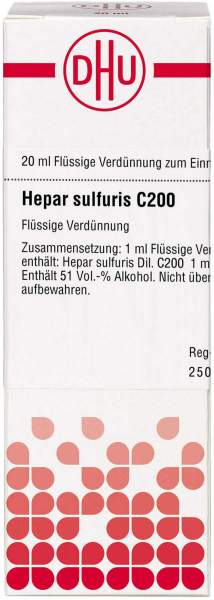 DHU
20 ml Flüssige Verdünnung zum Einn
Hepar sulfuris C200
Flüssige Verdünnung
Zusammensetzung: 1 ml Flüssige Ver
enthält: Hepar sulfuris Dil. C200 1 m
Enthält 51 Vol.-% Alkohol. Nicht über
aufbewahren.
Reg-
250